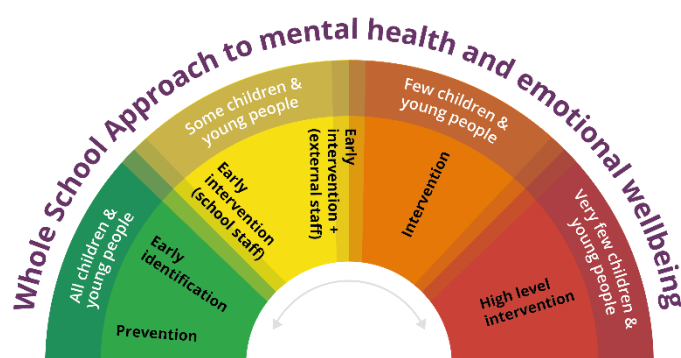 Whole School Approach to mental health and emotional wellbeing
All children &
young people
Some children &
young people
Few children &
young people
Very few children &
young people
Prevention
Early
identification
Early
intervention
(school staff)
Early
intervention +
(external staff)
Intervention
High level
intervention